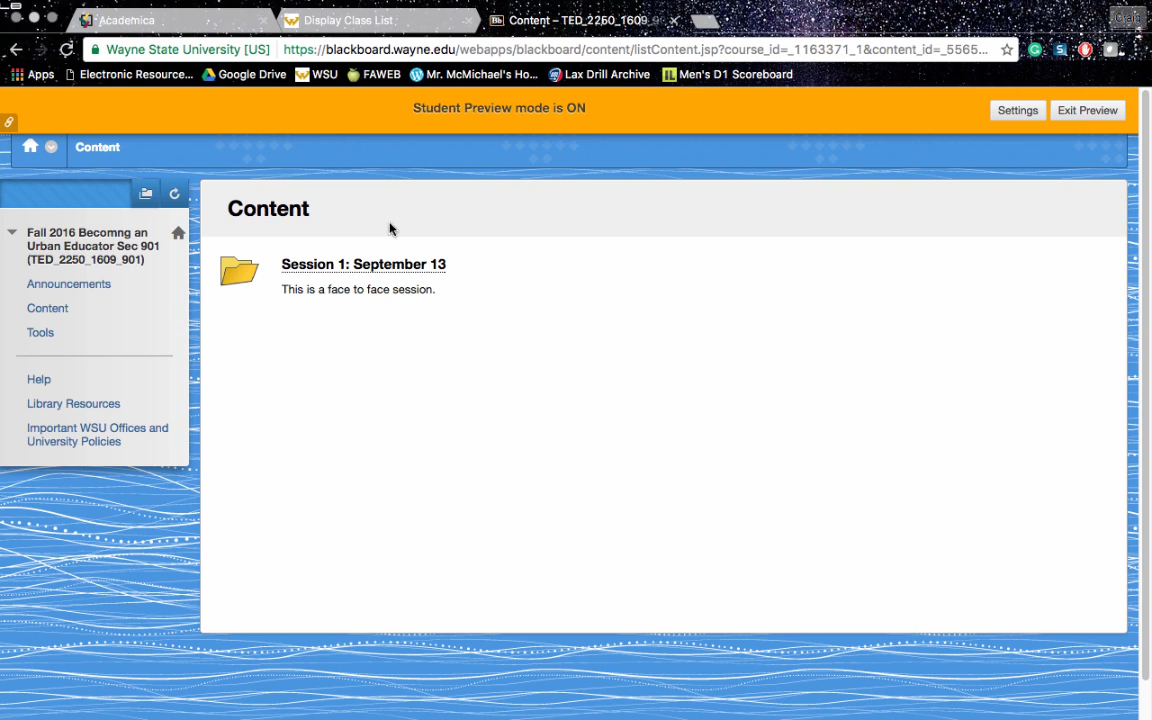 Academica
Display Class List
Content – TED_2250_1609_9
Craig
Wayne State University [US]
https://blackboard.wayne.edu/webapps/blackboard/content/listContent.jsp?course_id=_1163371_1&content_id=_5565...
Apps
Electronic Resource...
Google Drive
WSU
FAWEB
Mr. McMichael's Ho...
Lax Drill Archive
Men's D1 Scoreboard
Student Preview mode is ON
Settings
Exit Preview
Content
Fall 2016 Becomng an
Urban Educator Sec 901
(TED_2250_1609_901)
Announcements
Content
Tools
Help
Library Resources
Important WSU Offices and
University Policies
Content
Session 1: September 13
This is a face to face session.